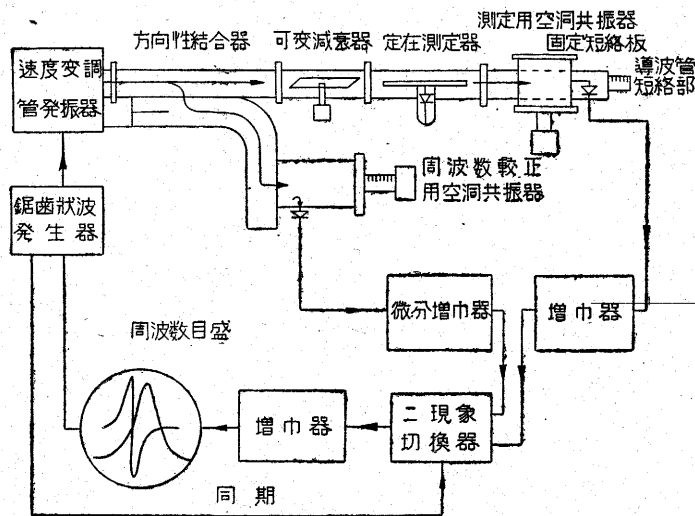 方向性結合器
可変減衰器
定在測定器
測定用空洞共振器
固定短絡板
導波管
短絡部
速度変調
管発振器
周波数較正
用空洞共振器
鋸歯状波
発生器
微分増巾器
増巾器
周波数目盛
増巾器
二現象
切換器
同期